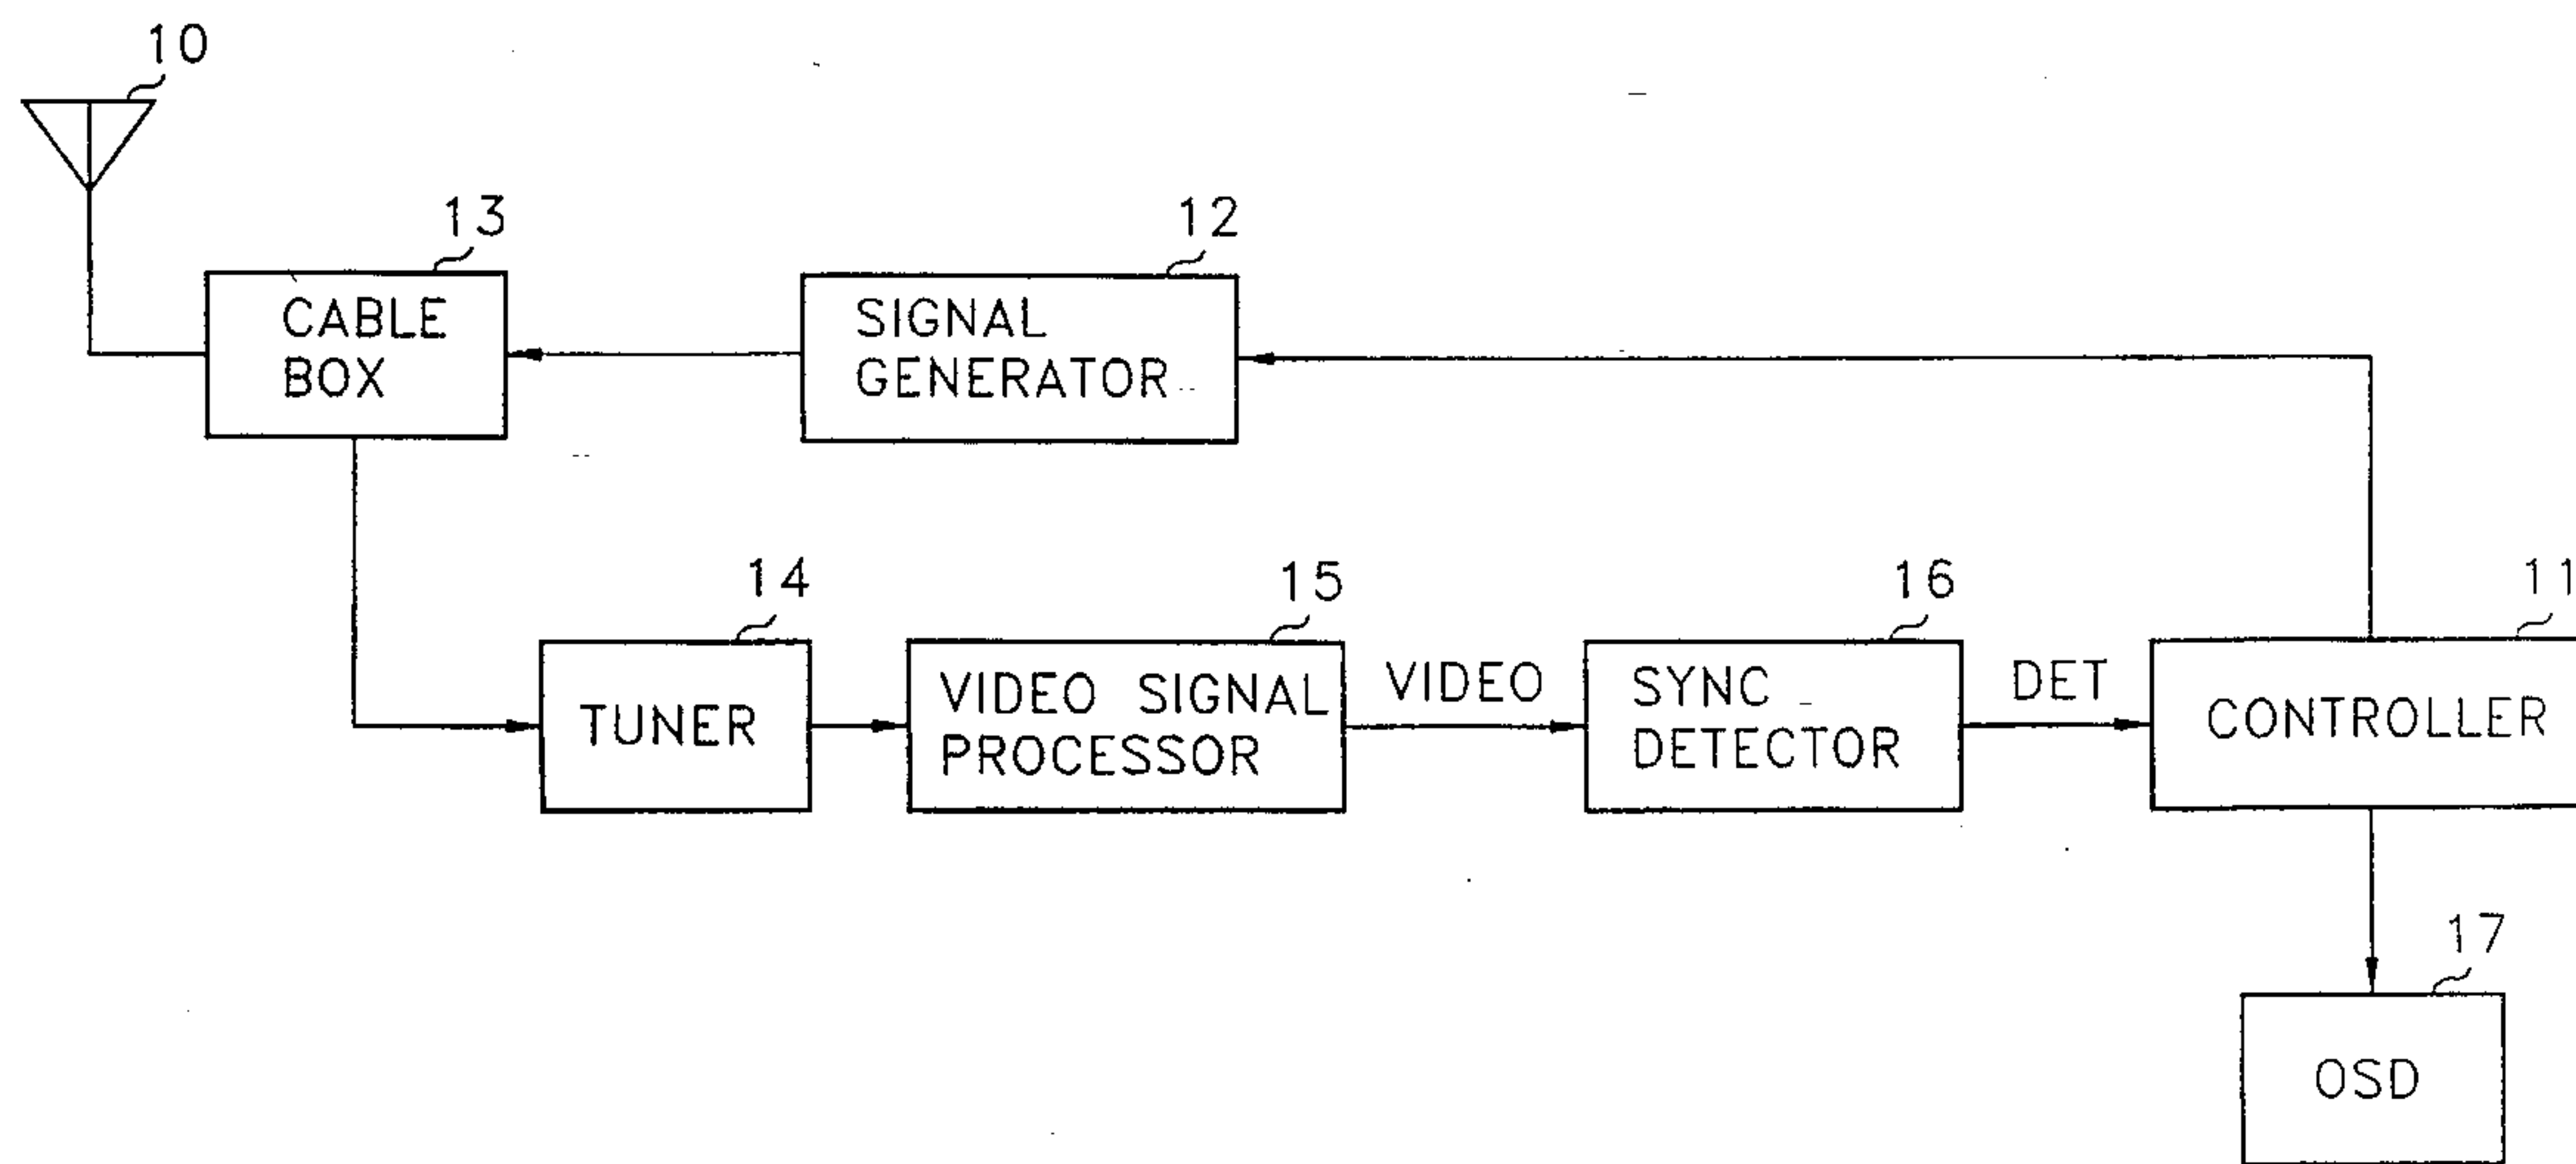 10
13
CABLE
BOX
12
SIGNAL
GENERATOR
14
TUNER
15
VIDEO SIGNAL
PROCESSOR
VIDEO
16
SYNC
DETECTOR
DET
11
CONTROLLER
17
OSD